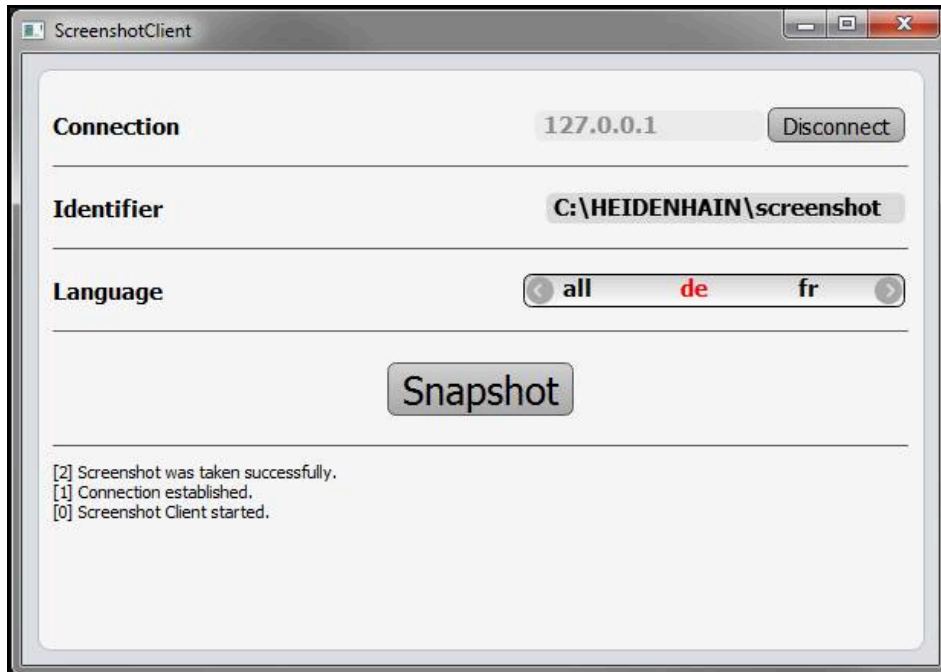 ScreenshotClient
Connection 127.0.0.1 Disconnect
Identifier C:\HEIDENHAIN\screenshot
Language all de fr
Snapshot
[2] Screenshot was taken successfully.
[1] Connection established.
[0] Screenshot Client started.